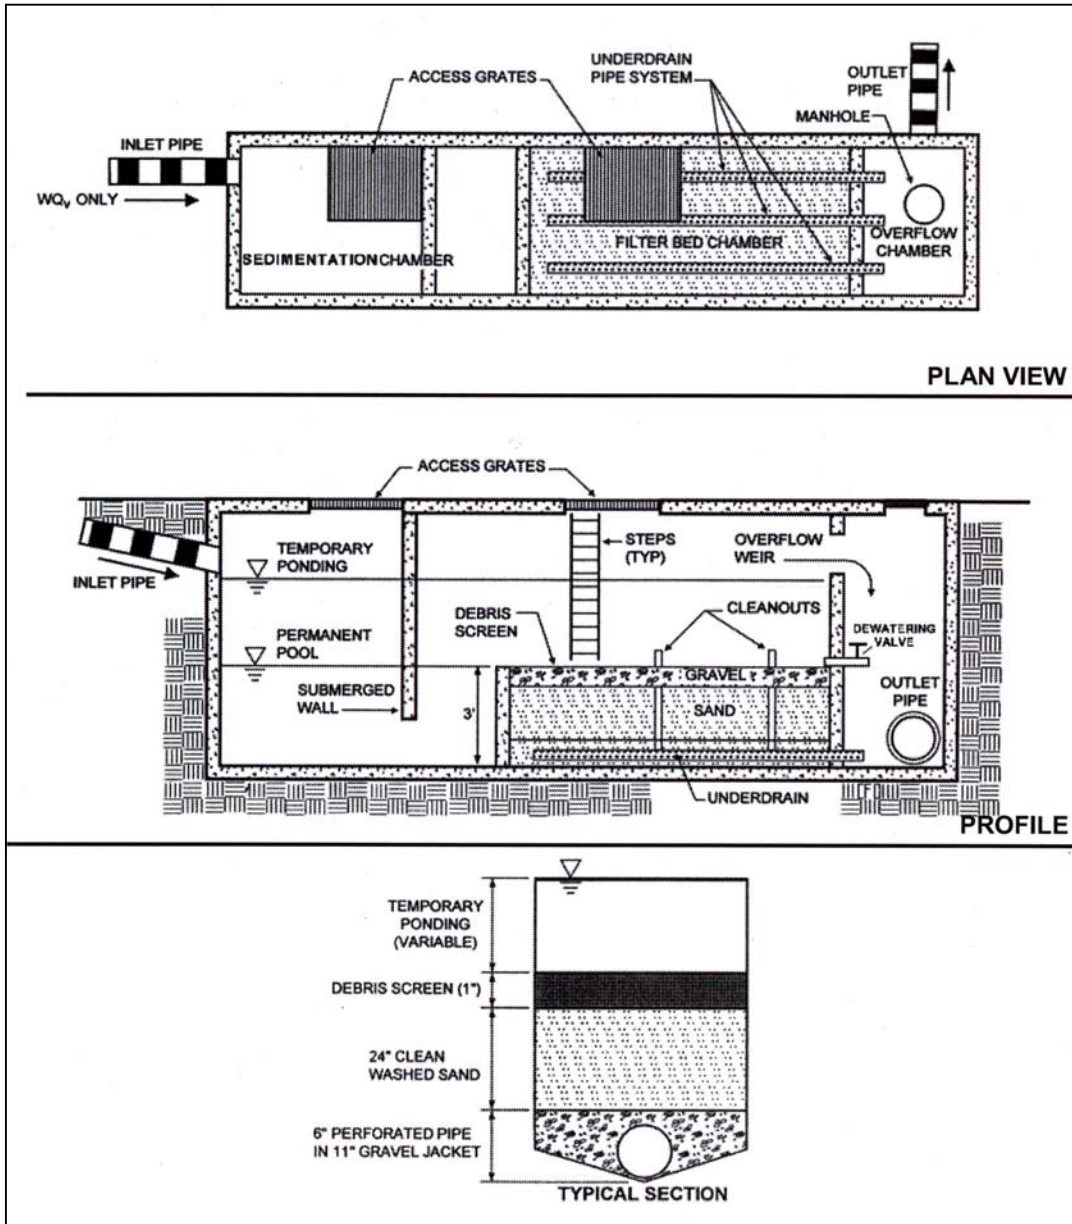 ACCESS GRATES
UNDERDRAIN
PIPE SYSTEM
OUTLET
PIPE
MANHOLE
INLET PIPE
WQv ONLY
SEDIMENTATION CHAMBER
FILTER BED CHAMBER
OVERFLOW
CHAMBER
PLAN VIEW
ACCESS GRATES
INLET PIPE
TEMPORARY
PONDING
STEPS
(TYP)
OVERFLOW
WEIR
DEBRIS
SCREEN
CLEANOUTS
DEWATERING
VALVE
PERMANENT
POOL
GRAVEL
SUBMERGED
WALL
3'
SAND
OUTLET
PIPE
UNDERDRAIN
PROFILE
TEMPORARY
PONDING
(VARIABLE)
DEBRIS SCREEN (1")
24" CLEAN
WASHED SAND
6" PERFORATED PIPE
IN 11" GRAVEL JACKET
TYPICAL SECTION